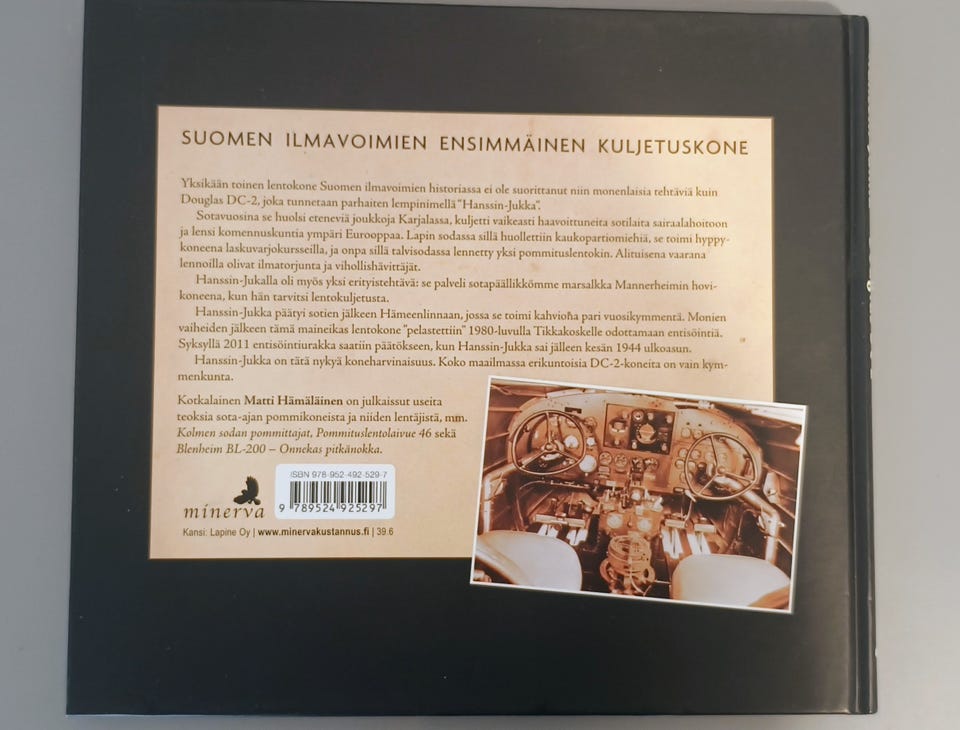 SUOMEN ILMAVOIMIEN ENSIMMÄINEN KULJETUSKONE
Yksikään toinen lentokone Suomen ilmavoimien historiassa ei ole suorittanut niin monenlaisia tehtäviä kuin
Douglas DC-2, joka tunnetaan parhaiten lempinimellä "Hanssin-Jukka".
Sotavuosina se huolsi eteneviä joukkoja Karjalassa, kuljetti vaikeasti haavoittuneita sotilaita sairaalahoitoon
ja lensi komennuskuntia ympäri Eurooppaa. Lapin sodassa sillä huollettiin kaukopartiomiehiä, se toimi hyppy-
koneena laskuvarjokursseilla, ja onpa sillä talvisodassa lennetty yksi pommituslentokin. Alituisena vaarana
lennoilla olivat ilmatorjunta ja vihollishävittäjät.
Hanssin-Jukalla oli myös yksi erityistehtävä: se palveli sotapäällikkömme marsalkka Mannerheimin hovi-
koneena, kun hän tarvitsi lentokuljetusta.
Hanssin-Jukka päätyi sotien jälkeen Hämeenlinnaan, jossa se toimi kahviona pari vuosikymmentä. Monien
vaiheiden jälkeen tämä maineikas lentokone "pelastettiin" 1980-luvulla Tikkakoskelle odottamaan entisöintiä.
Syksyllä 2011 entisöintiurakka saatiin päätökseen, kun Hanssin-Jukka sai jälleen kesän 1944 ulkoasun.
Hanssin-Jukka on tätä nykyä koneharvinaisuus. Koko maailmassa erikuntoisia DC-2-koneita on vain kym-
menkunta.
Kotkalainen Matti Hämäläinen on julkaissut useita
teoksia sota-ajan pommikoneista ja niiden lentäjistä, mm.
Kolmen sodan pommittajat, Pommituslentolaivue 46 sekä
Blenheim BL-200 – Onnekas pitkänokka.
ISBN 978-952-492-529-7
9 789524 925297
minerva
Kansi: Lapine Oy | www.minervakustannus.fi | 39.6